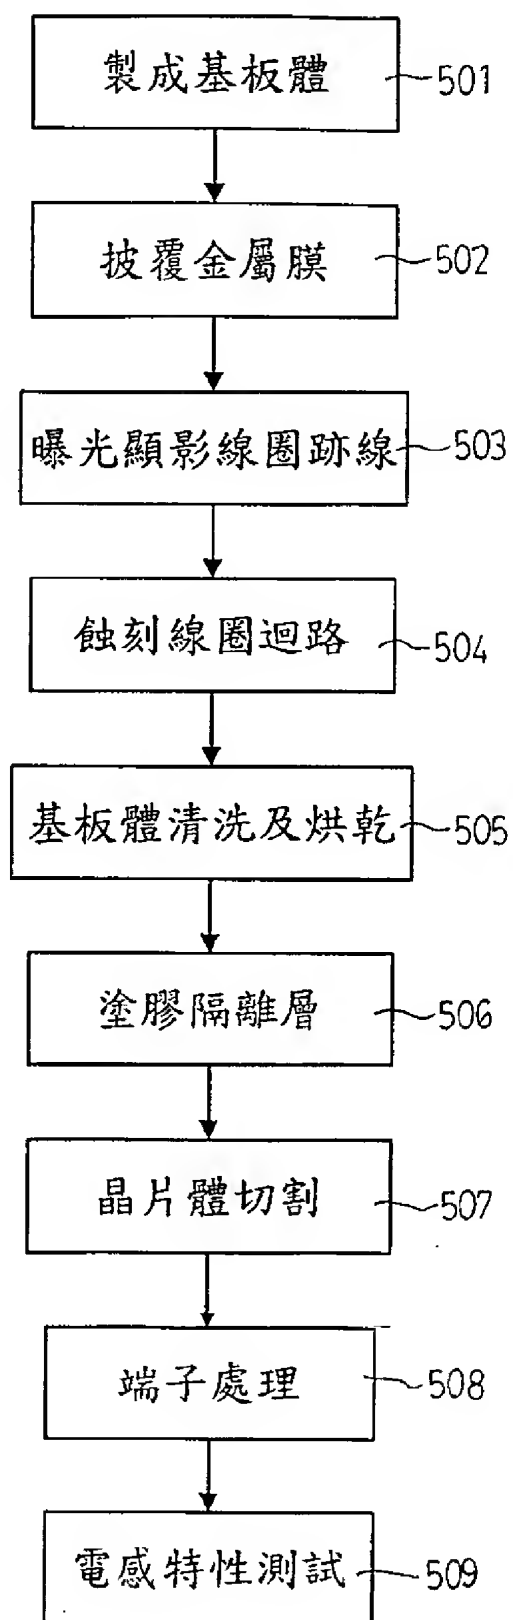 製成基板體 501
披覆金屬膜 502
曝光顯影線圈跡線 503
蝕刻線圈迴路 504
基板體清洗及烘乾 505
塗膠隔離層 506
晶片體切割 507
端子處理 508
電感特性測試 509